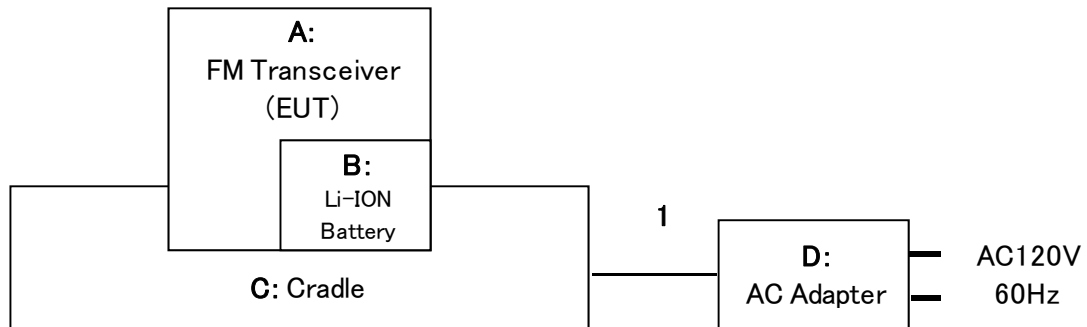 A:
FM Transceiver
(EUT)
B:
Li-ION
Battery
C: Cradle
1
D:
AC Adapter
AC120V
60Hz